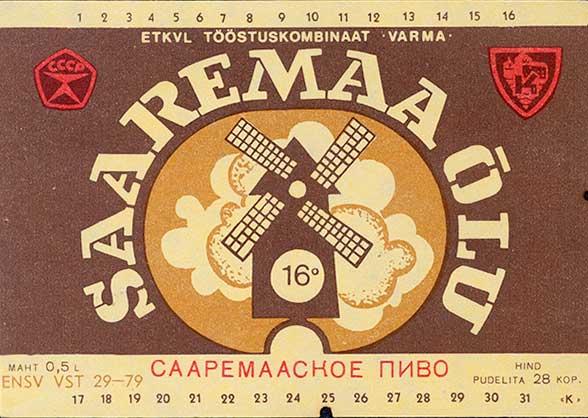 1 2 3 4 5 6 7 8 9 10 11 12 13 14 15 16
ETKVL TÖÖSTUSKOMBINAAT ·VARMA·
СССР
SAAREMAA ÕLU
16°
СААРЕМААСКОЕ ПИВО
MAHT 0,5 L
ENSV VST 29—79
HIND
PUDELITA 28 KOP.
17 18 19 20 21 22 23 24 25 26 27 28 29 30 31 «K»